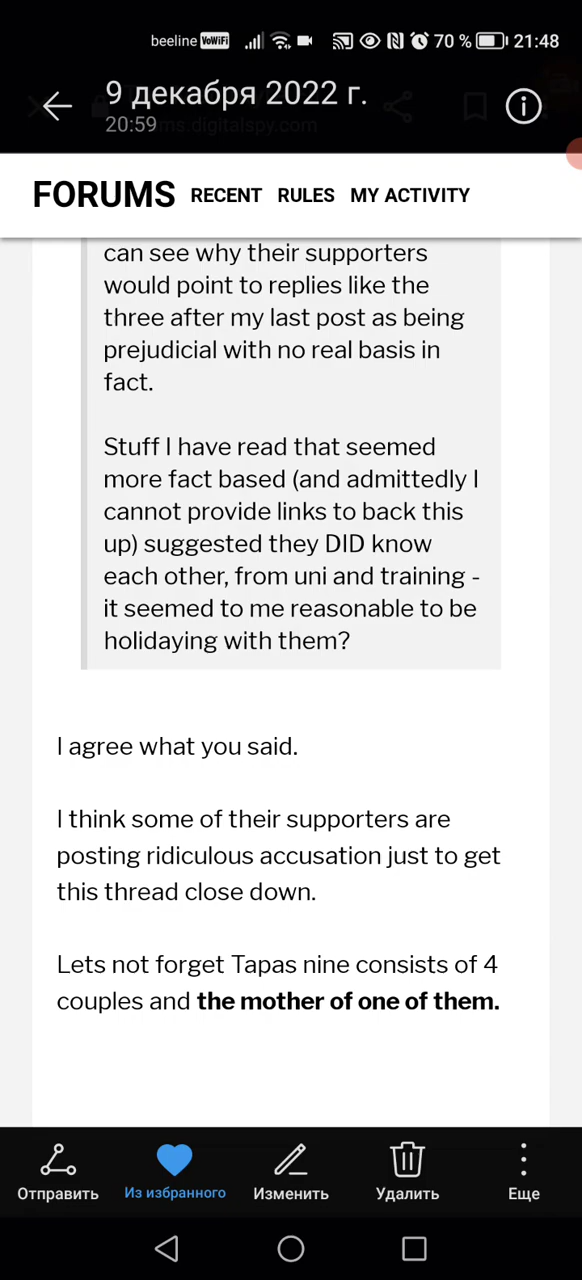 beeline VoWiFi 70 % 21:48
9 декабря 2022 г.
20:59 ms.digitalspy.com
FORUMS RECENT RULES MY ACTIVITY
can see why their supporters
would point to replies like the
three after my last post as being
prejudicial with no real basis in
fact.
Stuff I have read that seemed
more fact based (and admittedly I
cannot provide links to back this
up) suggested they DID know
each other, from uni and training -
it seemed to me reasonable to be
holidaying with them?
I agree what you said.
I think some of their supporters are
posting ridiculous accusation just to get
this thread close down.
Lets not forget Tapas nine consists of 4
couples and the mother of one of them.
Отправить Из избранного Изменить Удалить Еще